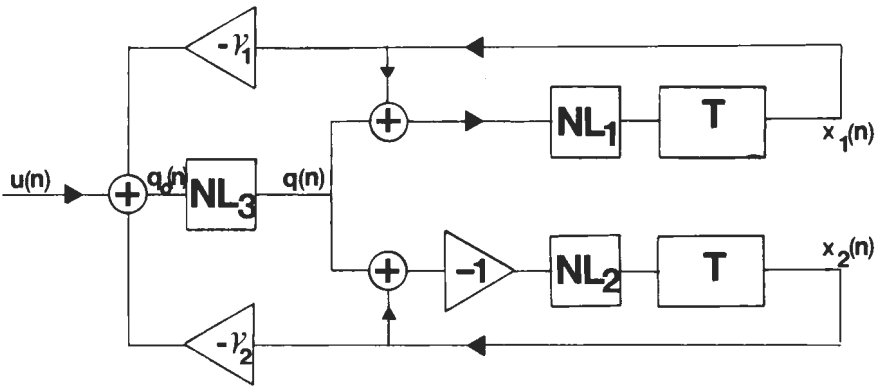 -γ₁
NL₁
T
x₁(n)
u(n)
+
+
q₀(n)
NL₃
q(n)
+
-1
NL₂
T
x₂(n)
-γ₂